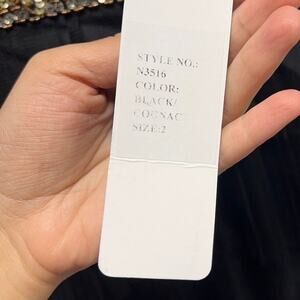 STYLE NO.:
N3516
COLOR:
BLACK/
COGNAC
SIZE:2